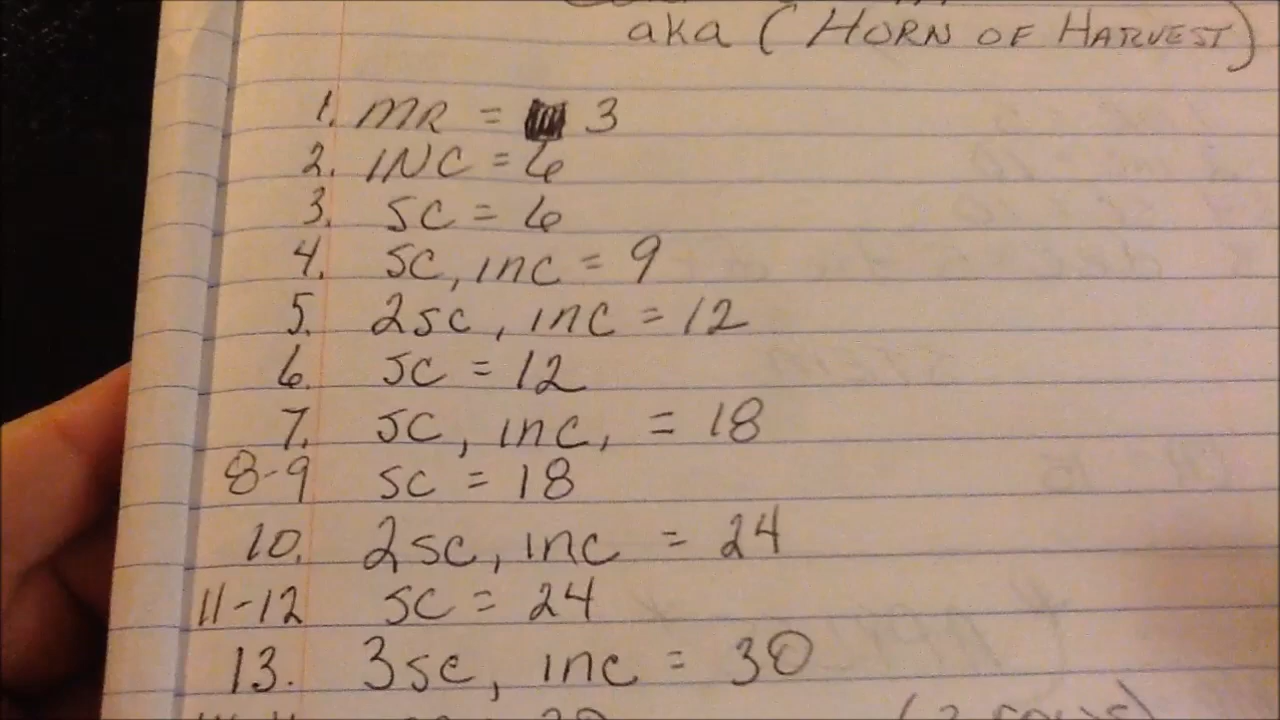 aka (HORN OF HARVEST)
1. MR = 3
2. INC = 6
3. SC = 6
4. SC, inc = 9
5. 2SC, inc = 12
6. SC = 12
7. SC, inc, = 18
8-9 SC = 18
10. 2SC, inc = 24
11-12 SC = 24
13. 3SC, inc = 30